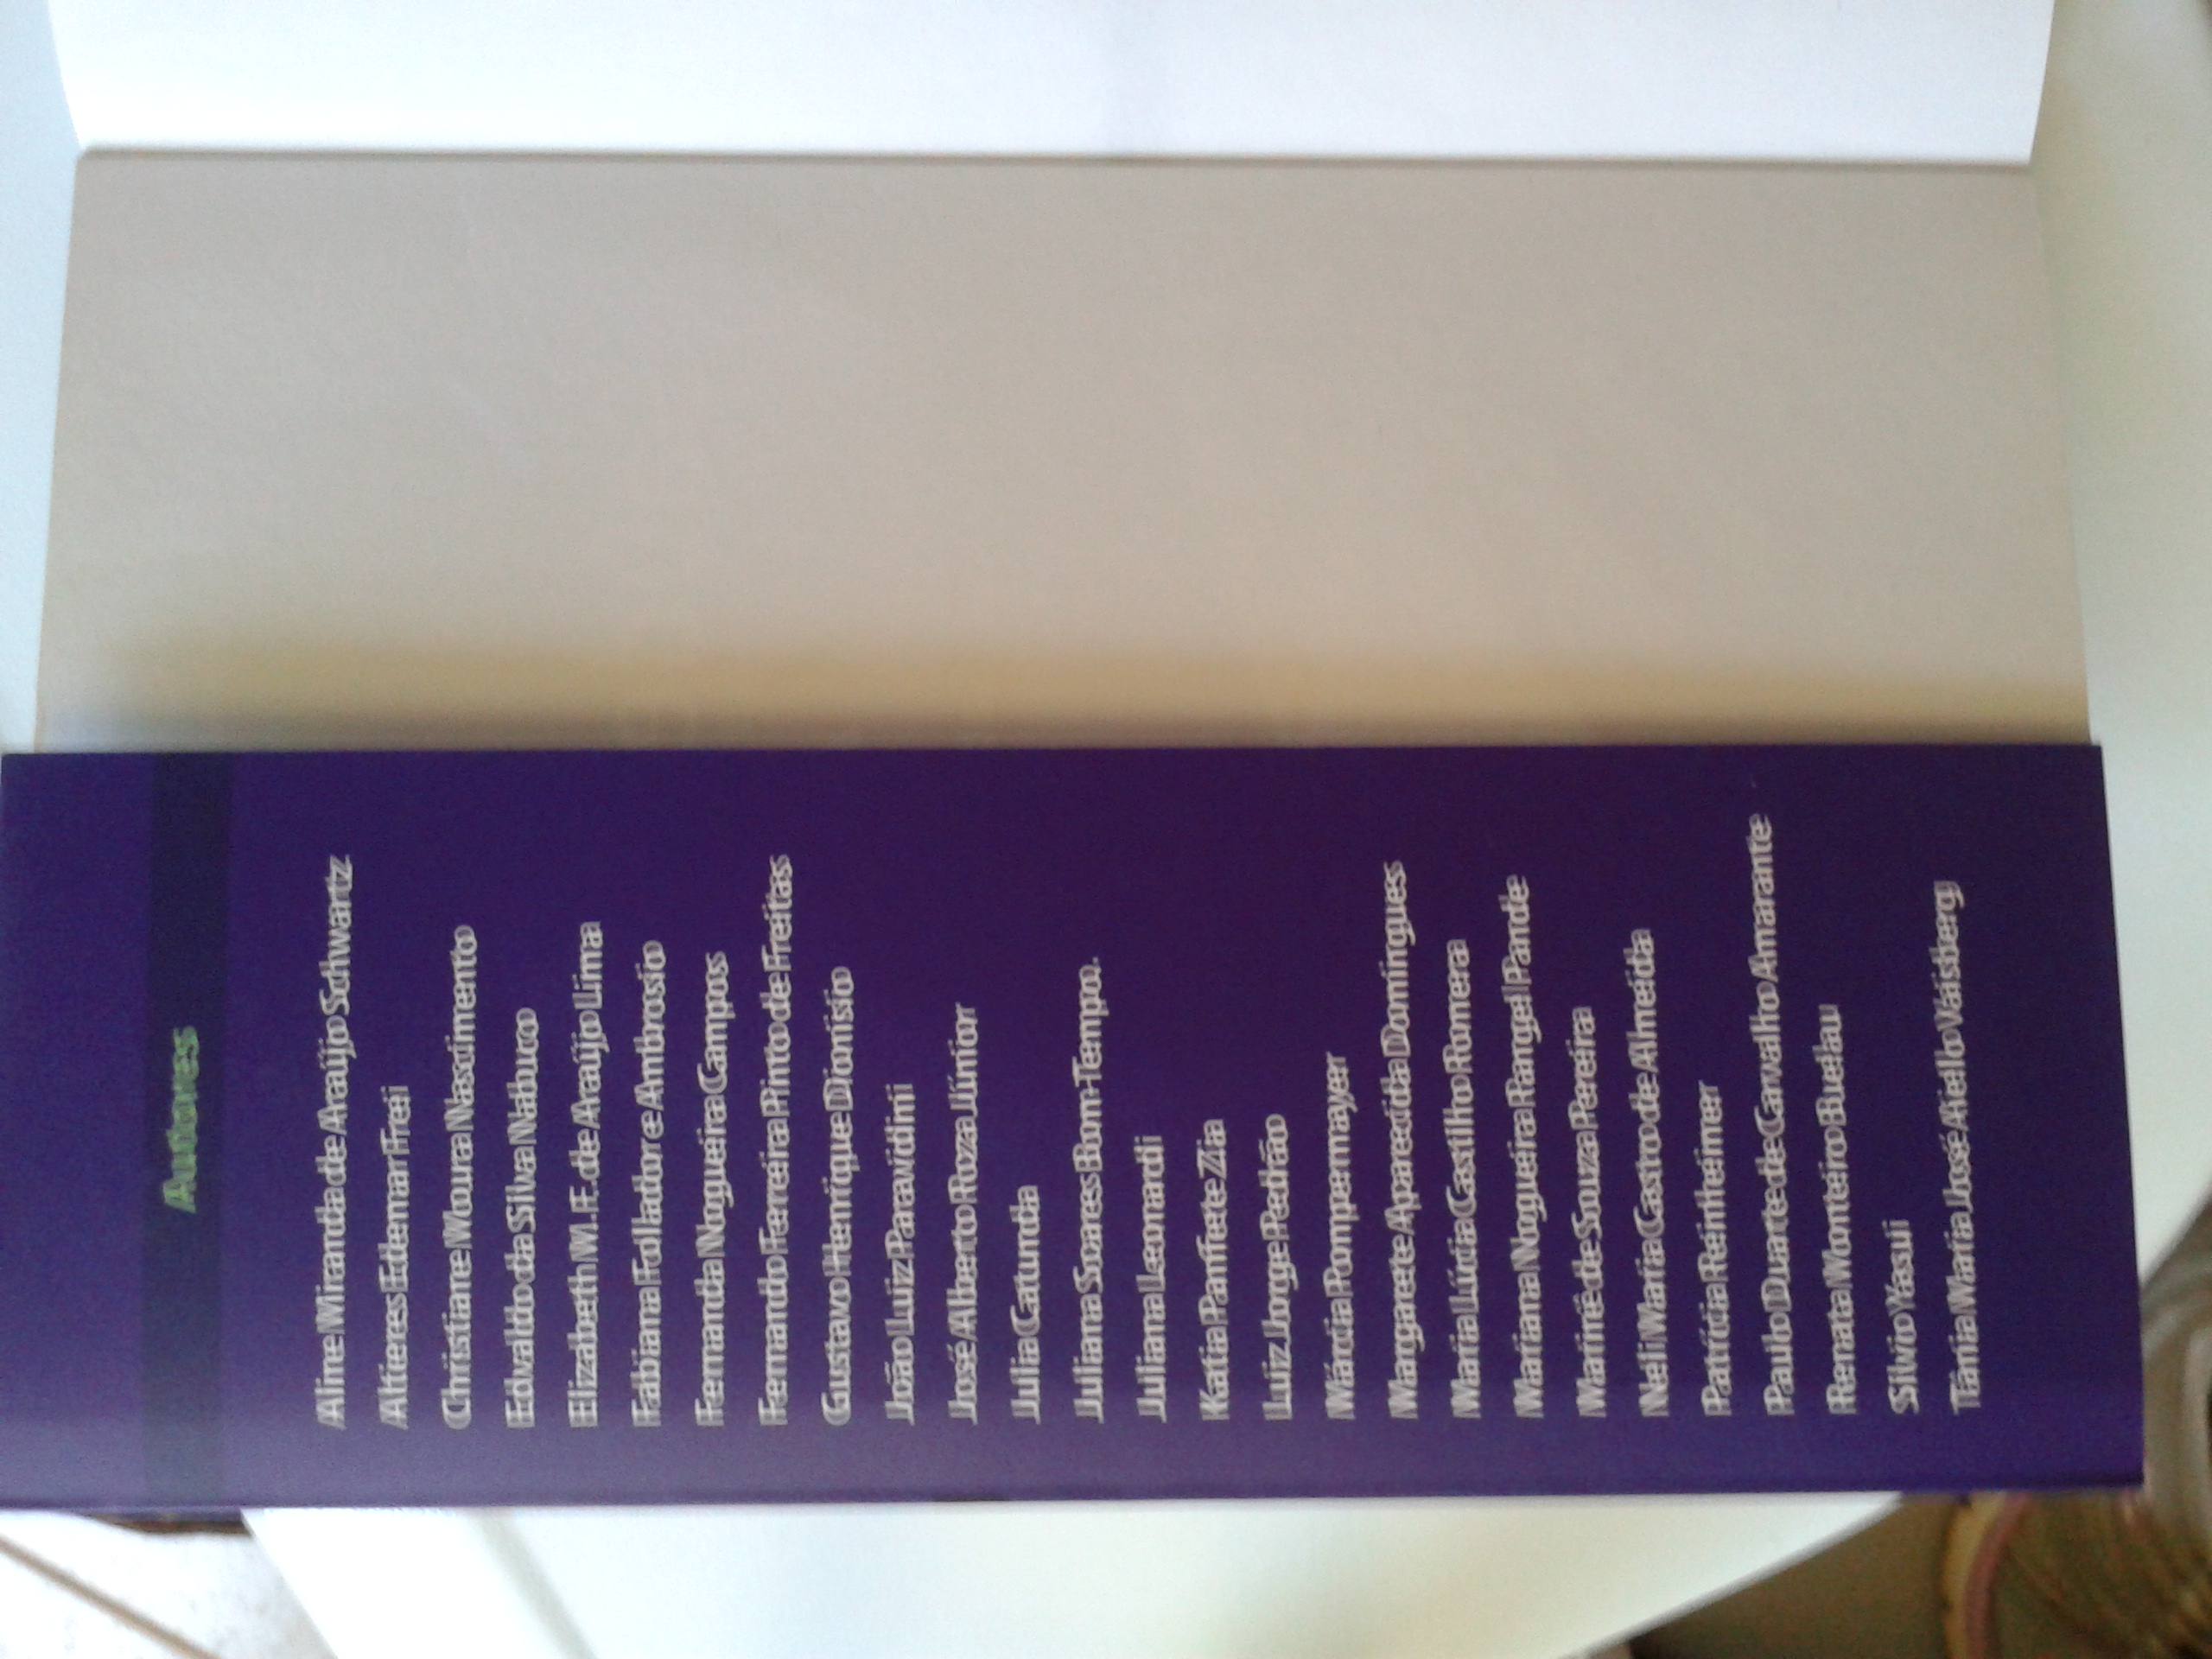 Autores
Aline Miranda de Araújo Schwartz
Altieres Edemar Frei
Christiane Moura Nascimento
Edvaldo da Silva Nabuco
Elizabeth M.F. de Araújo Lima
Fabiana Follador e Ambrosio
Fernanda Nogueira Campos
Fernando Ferreira Pinto de Freitas
Gustavo Henrique Dionísio
João Luiz Paravidini
José Alberto Roza Júnior
Julia Catunda
Juliana Soares Bom-Tempo.
Juliana Leonardi
Katia Panfiete Zia
Luiz Jorge Pedrão
Márcia Pompermayer
Margarete Aparecida Domingues
Maria Lúcia Castilho Romera
Mariana Nogueira Rangel Pande
Mariné de Souza Pereira
Neli Maria Castro de Almeida
Patrícia Reinheimer
Paulo Duarte de Carvalho Amarante
Renata Monteiro Buelau
Silvio Yasui
Tânia Maria José Aiello Vaisberg